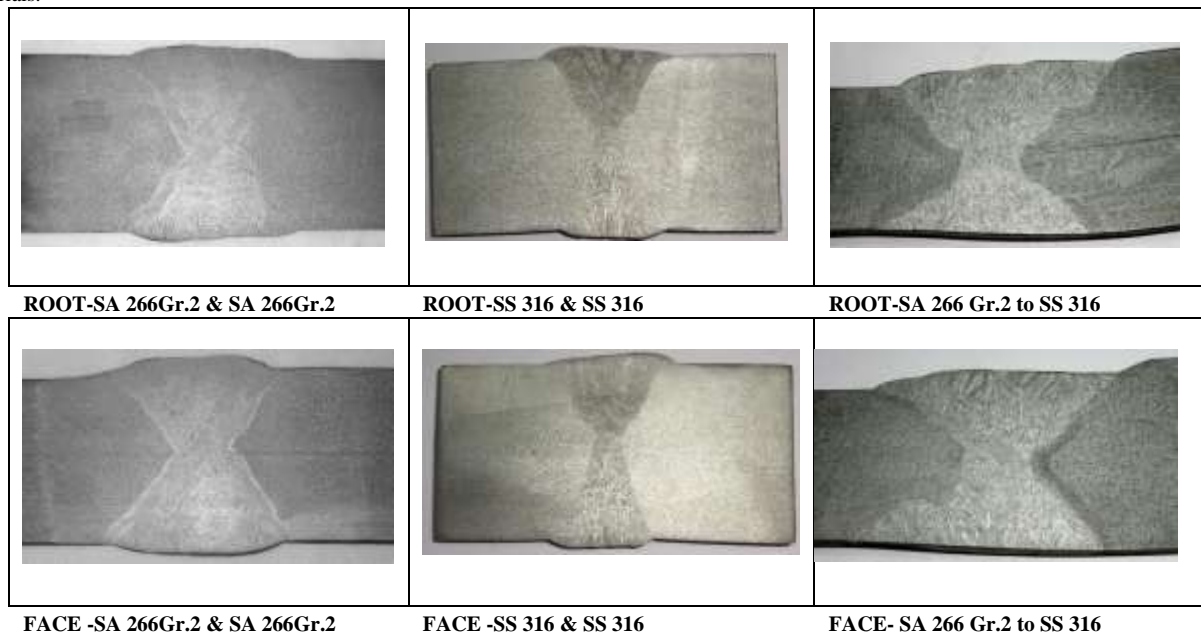 ROOT-SA 266Gr.2 & SA 266Gr.2
ROOT-SS 316 & SS 316
ROOT-SA 266 Gr.2 to SS 316
FACE -SA 266Gr.2 & SA 266Gr.2
FACE -SS 316 & SS 316
FACE- SA 266 Gr.2 to SS 316